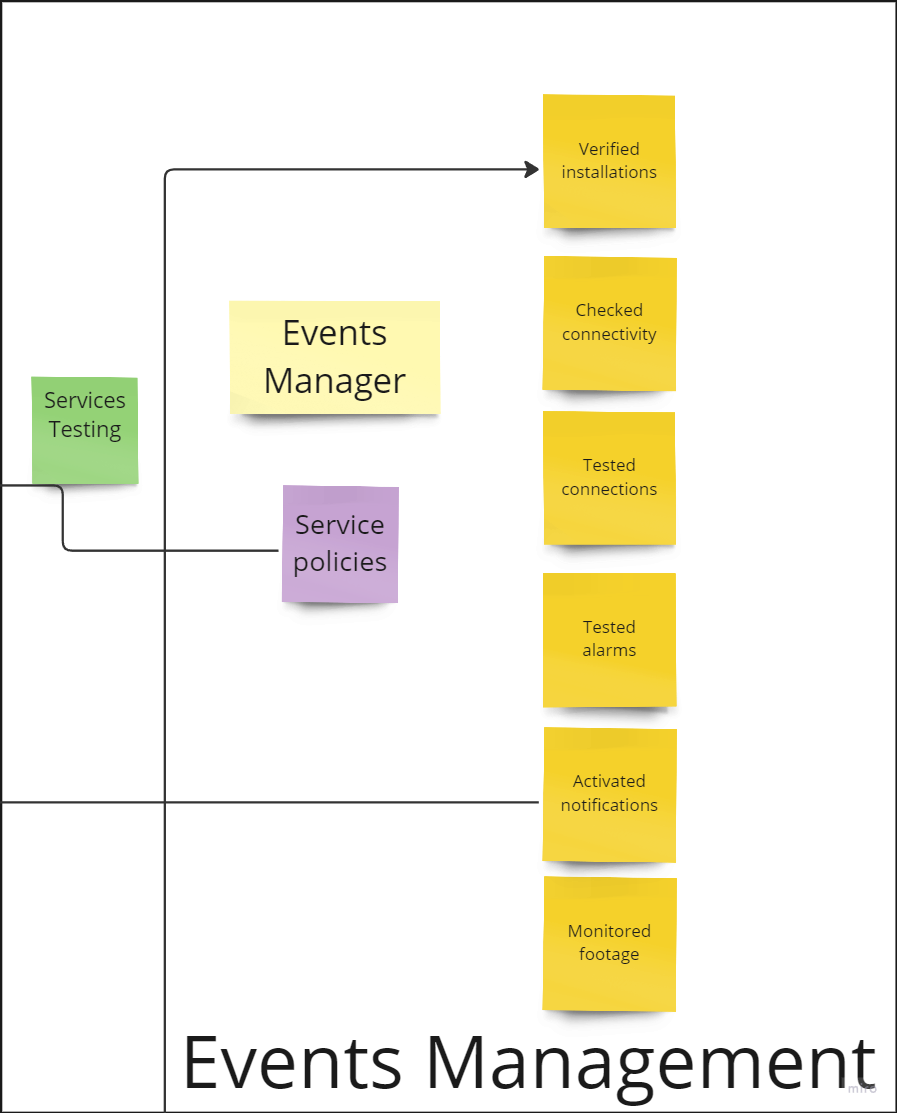 Verified
installations
Events
Manager
Checked
connectivity
Services
Testing
Tested
connections
Service
policies
Tested
alarms
Activated
notifications
Monitored
footage
Events Management
miro